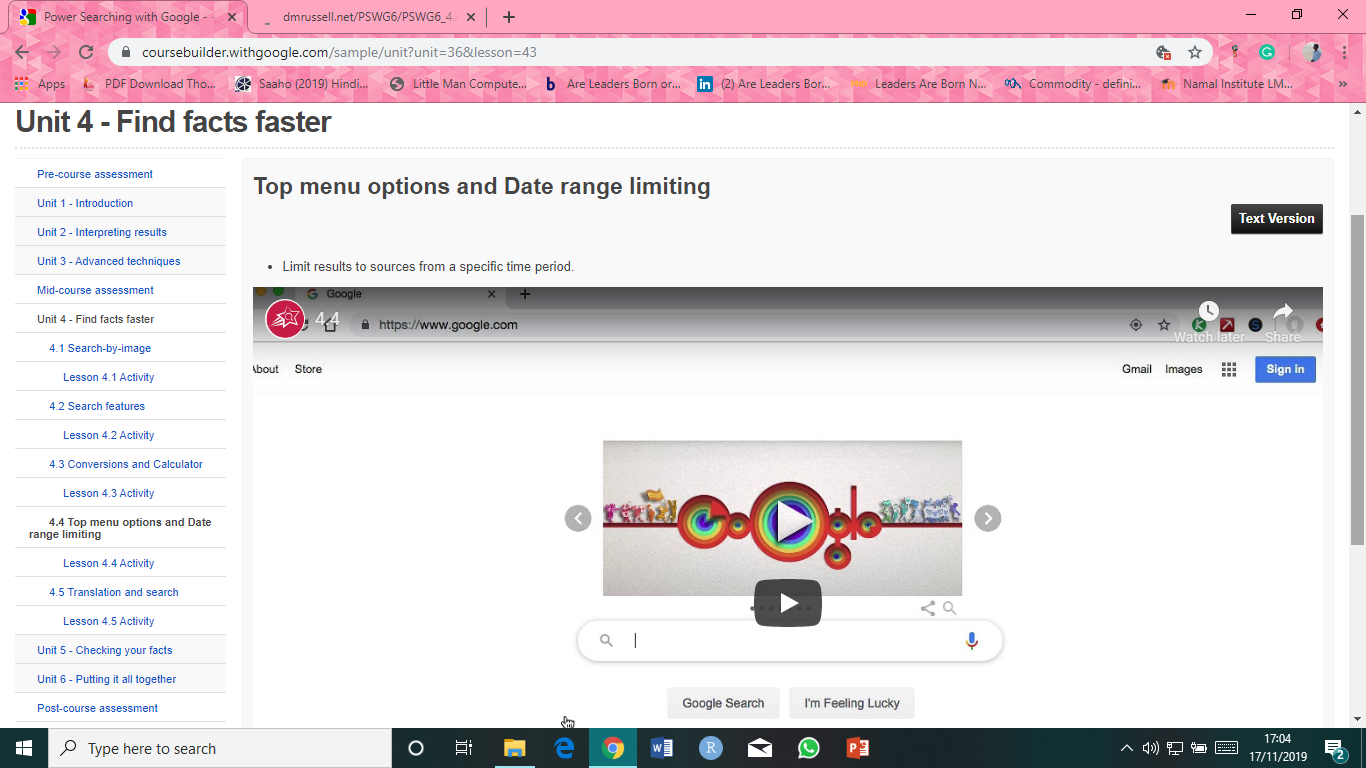 Power Searching with Google -
dmrussell.net/PSWG6/PSWG6_4.
coursebuilder.withgoogle.com/sample/unit?unit=36&lesson=43
Apps
PDF Download Tho...
Saaho (2019) Hindi...
Little Man Compute...
Are Leaders Born or...
(2) Are Leaders Bor...
Leaders Are Born N...
Commodity - defini...
Namal Institute LM...
Unit 4 - Find facts faster
Pre-course assessment
Unit 1 - Introduction
Unit 2 - Interpreting results
Unit 3 - Advanced techniques
Mid-course assessment
Unit 4 - Find facts faster
4.1 Search-by-image
Lesson 4.1 Activity
4.2 Search features
Lesson 4.2 Activity
4.3 Conversions and Calculator
Lesson 4.3 Activity
4.4 Top menu options and Date
range limiting
Lesson 4.4 Activity
4.5 Translation and search
Lesson 4.5 Activity
Unit 5 - Checking your facts
Unit 6 - Putting it all together
Post-course assessment
Top menu options and Date range limiting
Text Version
• Limit results to sources from a specific time period.
Google
4.4
https://www.google.com
Watch later
Share
About
Store
Gmail
Images
Sign in
Google
Google Search
I'm Feeling Lucky
Type here to search
17:04
17/11/2019
2